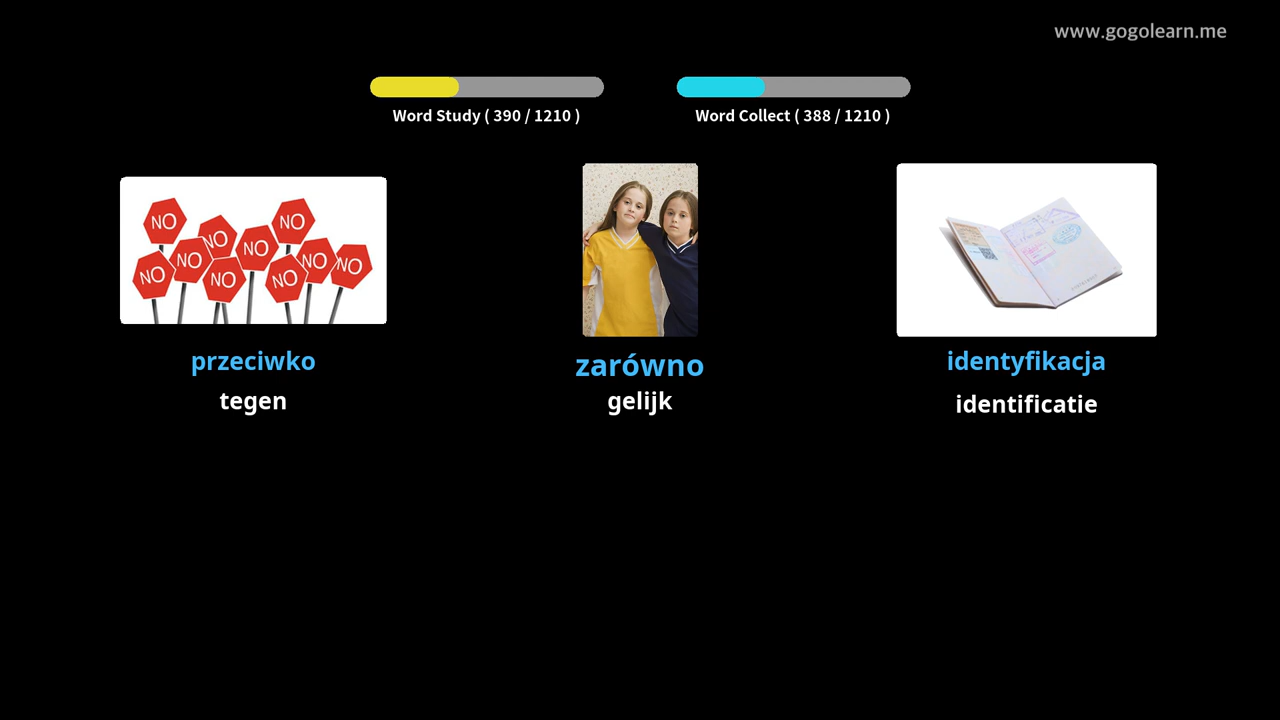 www.gogolearn.me
Word Study ( 390 / 1210 )
Word Collect ( 388 / 1210 )
NO
NO
NO
NO
NO
NO
NO
NO
NO
przeciwko
zarówno
identyfikacja
tegen
gelijk
identificatie